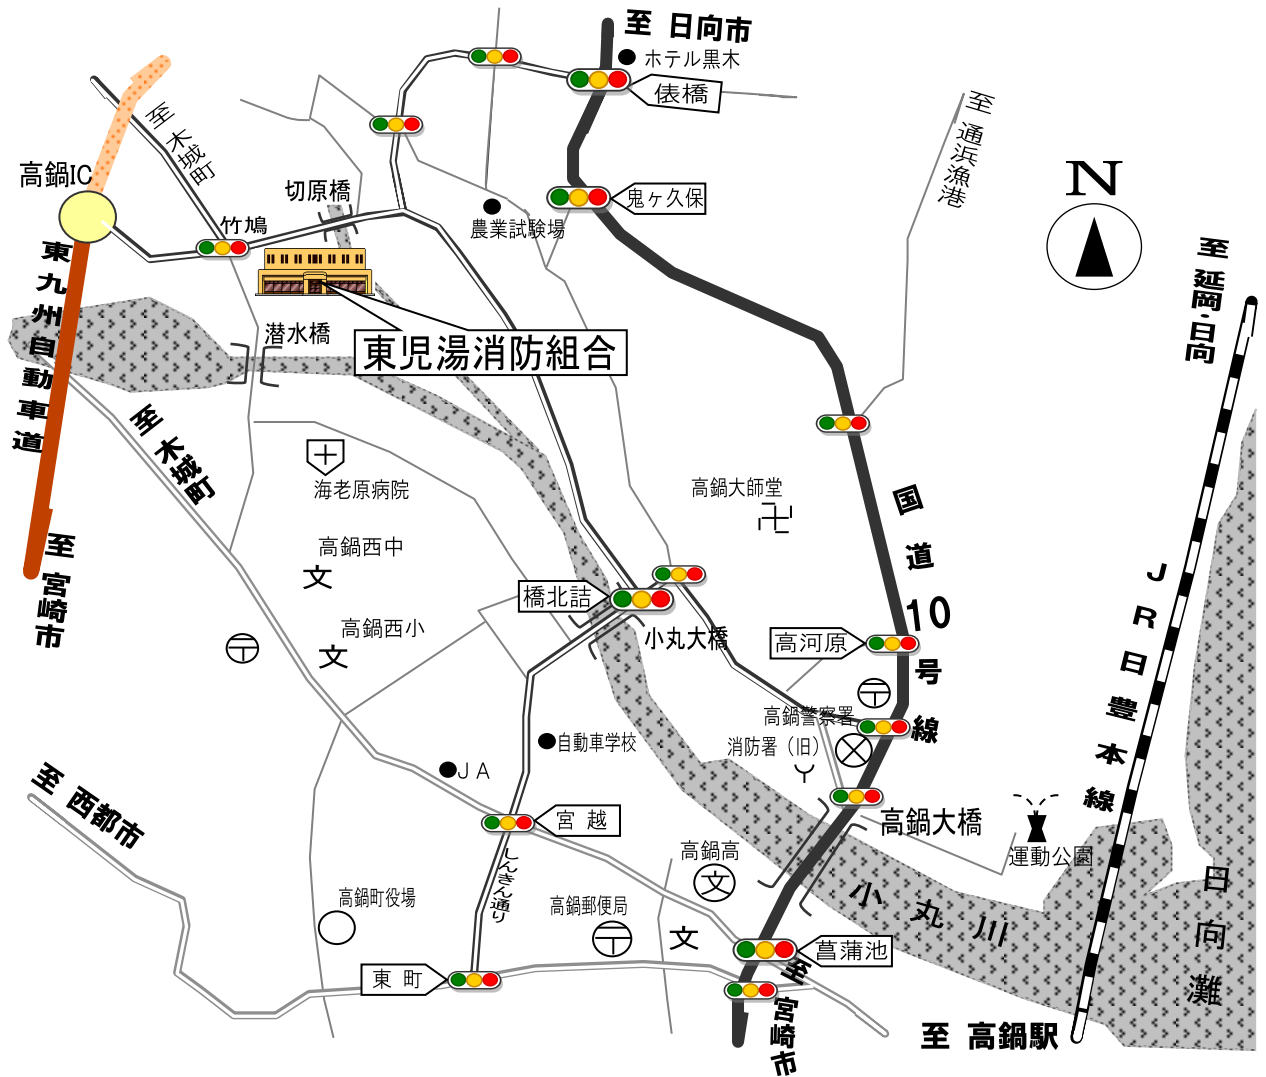 至 日向市
ホテル黒木
俵橋
至 木城町
至 通浜漁港
高鍋IC
切原橋
鬼ヶ久保
N
竹鳩
農業試験場
東九州自動車道
至 延岡・日向
潜水橋
東児湯消防組合
至 木城町
海老原病院
高鍋大師堂
国道10号線
高鍋西中
文
至 宮崎市
橋北詰
JR日豊本線
高鍋西小
文
小丸大橋
高河原
高鍋警察署
消防署（旧）
自動車学校
JA
至 西都市
宮越
高鍋大橋
運動公園
しんきん通り
高鍋高
文
高鍋町役場
高鍋郵便局
文
小丸川
日向灘
菖蒲池
東町
至 宮崎市
至 高鍋駅